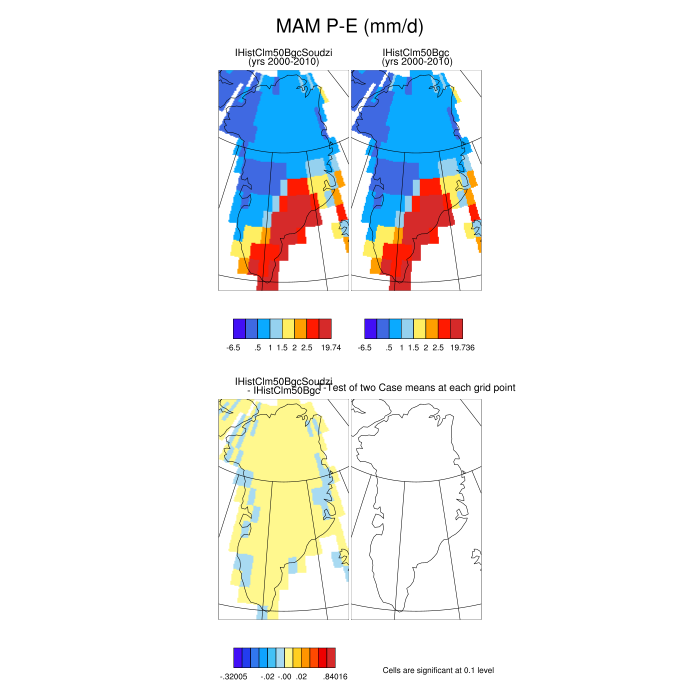 MAM P-E (mm/d)
IHistClm50BgcSoudzi
(yrs 2000-2010)
IHistClm50Bgc
(yrs 2000-2010)
-6.5 .5 1 1.5 2 2.5 19.74
-6.5 .5 1 1.5 2 2.5 19.736
IHistClm50BgcSoudzi
- IHistClm50Bgc
T-Test of two Case means at each grid point
-.32005 -.02 -.00 .02 .84016
Cells are significant at 0.1 level